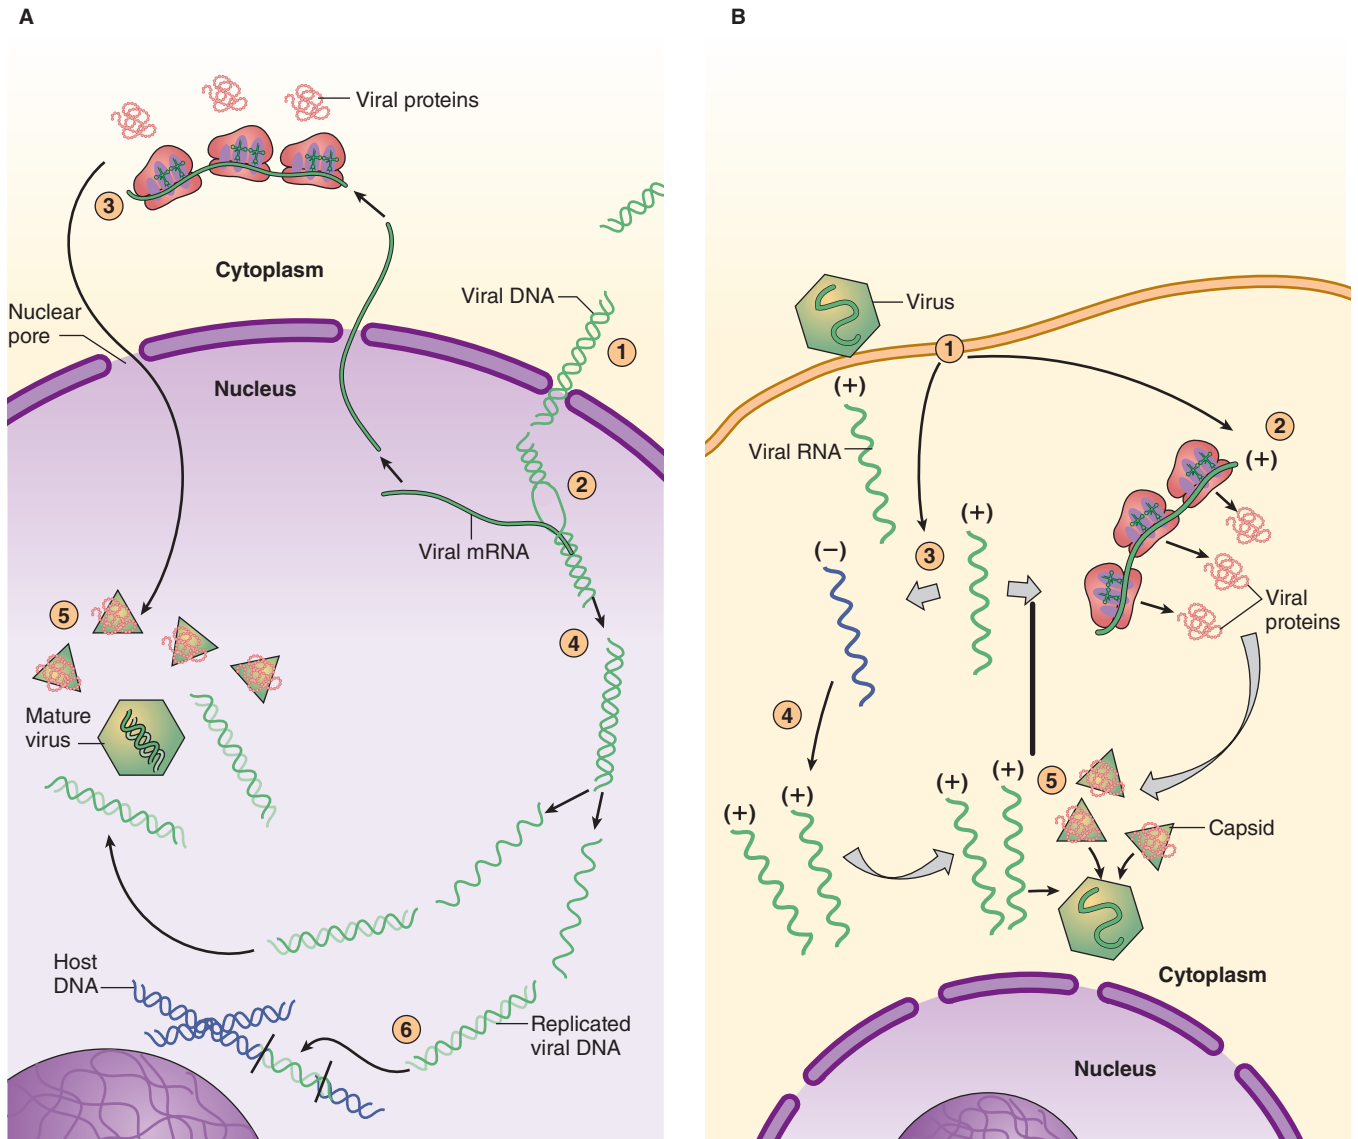 A
Viral proteins
3
Cytoplasm
Viral DNA
Nuclear
pore
1
Nucleus
2
Viral mRNA
5
4
Mature
virus
Host
DNA
6
Replicated
viral DNA
B
Virus
1
(+)
2
(+)
Viral RNA
(+)
(−)
3
Viral
proteins
4
(+)
5
(+)
(+)
(+)
Capsid
Cytoplasm
Nucleus